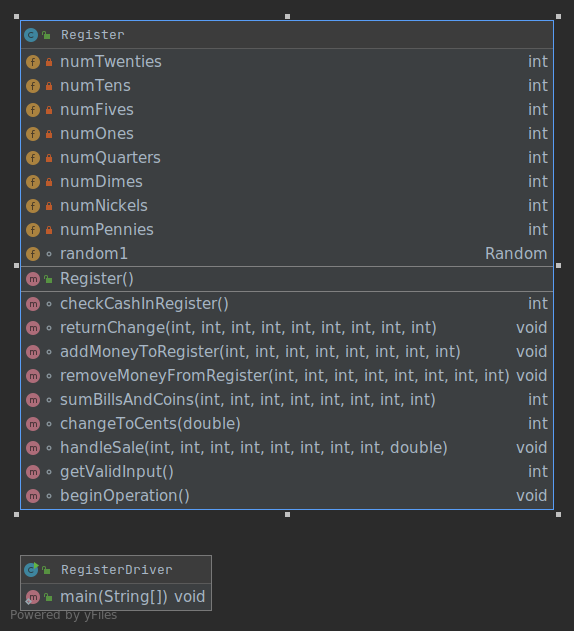 Register
numTwenties int
numTens int
numFives int
numOnes int
numQuarters int
numDimes int
numNickels int
numPennies int
random1 Random
Register()
checkCashInRegister() int
returnChange(int, int, int, int, int, int, int, int, int) void
addMoneyToRegister(int, int, int, int, int, int, int, int) void
removeMoneyFromRegister(int, int, int, int, int, int, int, int) void
sumBillsAndCoins(int, int, int, int, int, int, int, int) int
changeToCents(double) int
handleSale(int, int, int, int, int, int, int, int, double) void
getValidInput() int
beginOperation() void
RegisterDriver
main(String[]) void
Powered by yFiles